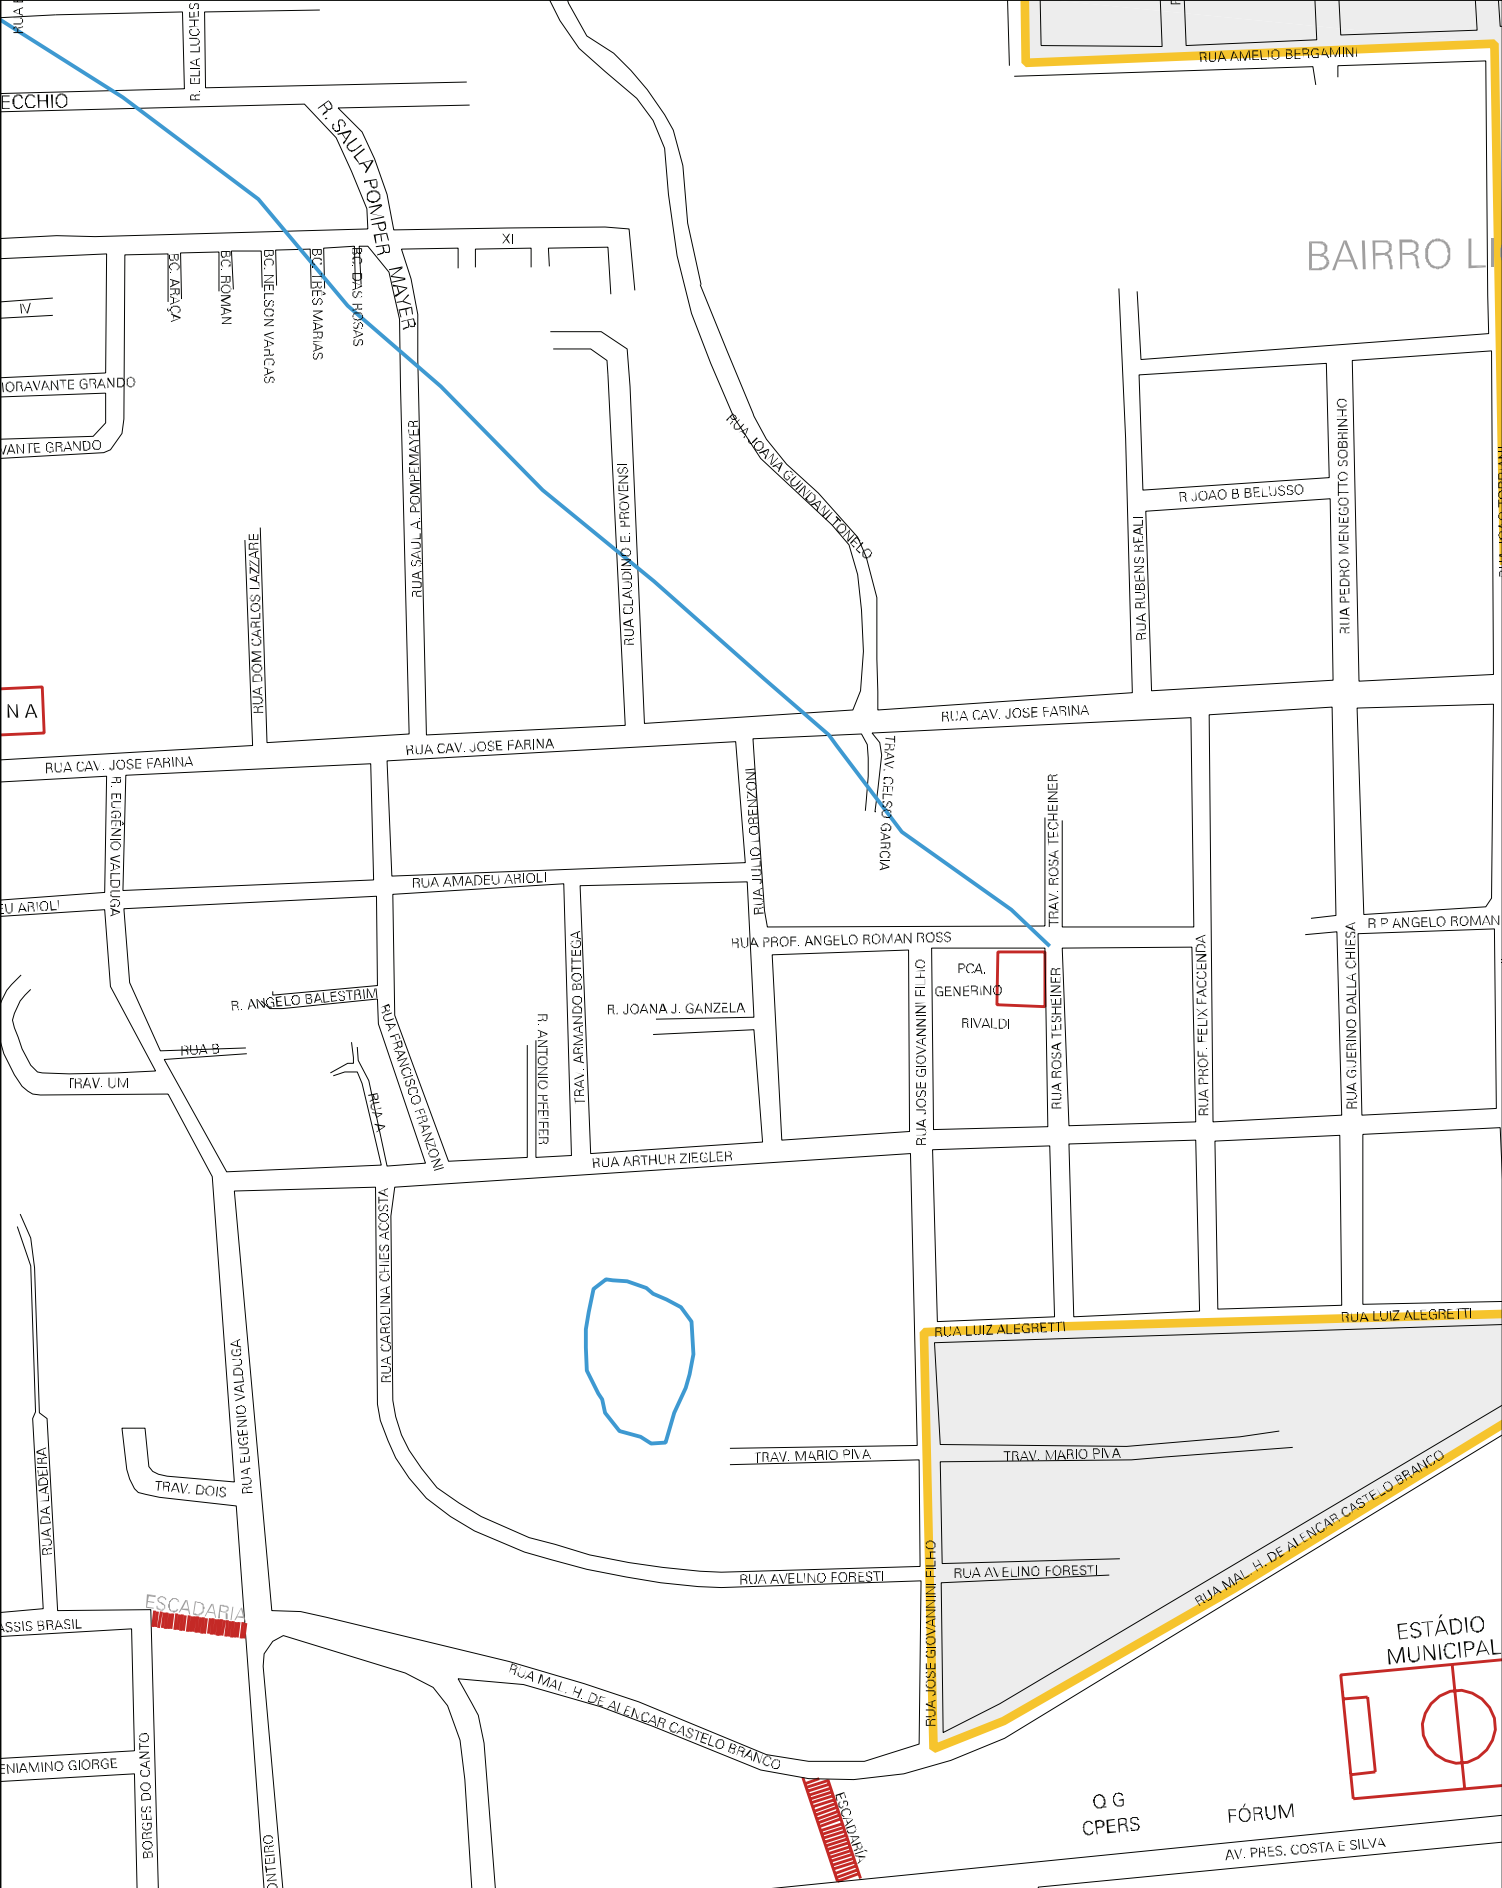 R. ELIA LUCHES
RUA AMELIO BERGAMINI
ECCHIO
R. SAULA POMPER MAYER
XI
BAIRRO LI
BC. ARAÇA
BC. ROMAN
BC. NELSON VARGAS
BC. TRÊS MARIAS
BC. DAS ROSAS
IV
MORAVANTE GRANDO
VANTE GRANDO
RUA JOANA GUINDANI TONELO
RUA SAUL A. POMPEMAYER
RUA CLAUDINO E. PROVENSI
RUA DOM CARLOS LAZZARE
RUA RUBENS REALI
R JOAO B BELUSSO
RUA PEDRO MENEGOTTO SOBRINHO
N A
RUA CAV. JOSE FARINA
RUA CAV. JOSE FARINA
RUA CAV. JOSE FARINA
R. EUGÊNIO VALDUGA
RUA JULIO LORENZONI
TRAV. CELSO GARCIA
TRAV. ROSA TECHEINER
RUA AMADEU ARIOLI
EU ARIOLI
RUA PROF. ANGELO ROMAN ROSS
R P ANGELO ROMAN
PCA.
GENERINO
RIVALDI
R. ANGELO BALESTRIM
RUA FRANCISCO FRANZONI
R. ANTONIO PFEIFER
TRAV. ARMANDO BOTTEGA
R. JOANA J. GANZELA
RUA JOSE GIOVANNINI FILHO
RUA ROSA TESHEINER
RUA PROF. FELIX FACCENDA
RUA GUERINO DALLA CHIESA
RUA B
TRAV. UM
RUA A
RUA ARTHUR ZIEGLER
RUA CAROLINA CHIES ACOSTA
RUA EUGENIO VALDUGA
RUA LUIZ ALEGRETTI
RUA LUIZ ALEGRETTI
TRAV. MARIO PIVA
TRAV. MARIO PIVA
RUA MAL. H. DE ALENCAR CASTELO BRANCO
RUA DA LADEIRA
TRAV. DOIS
RUA AVELINO FORESTI
RUA AVELINO FORESTI
RUA JOSE GIOVANNINI FILHO
ESCADARIA
ASSIS BRASIL
ESTÁDIO
MUNICIPAL
RUA MAL. H. DE ALENCAR CASTELO BRANCO
ENIAMINO GIORGE
BORGES DO CANTO
ONTEIRO
ESCADARÍA
Q G
CPERS
FÓRUM
AV. PRES. COSTA E SILVA